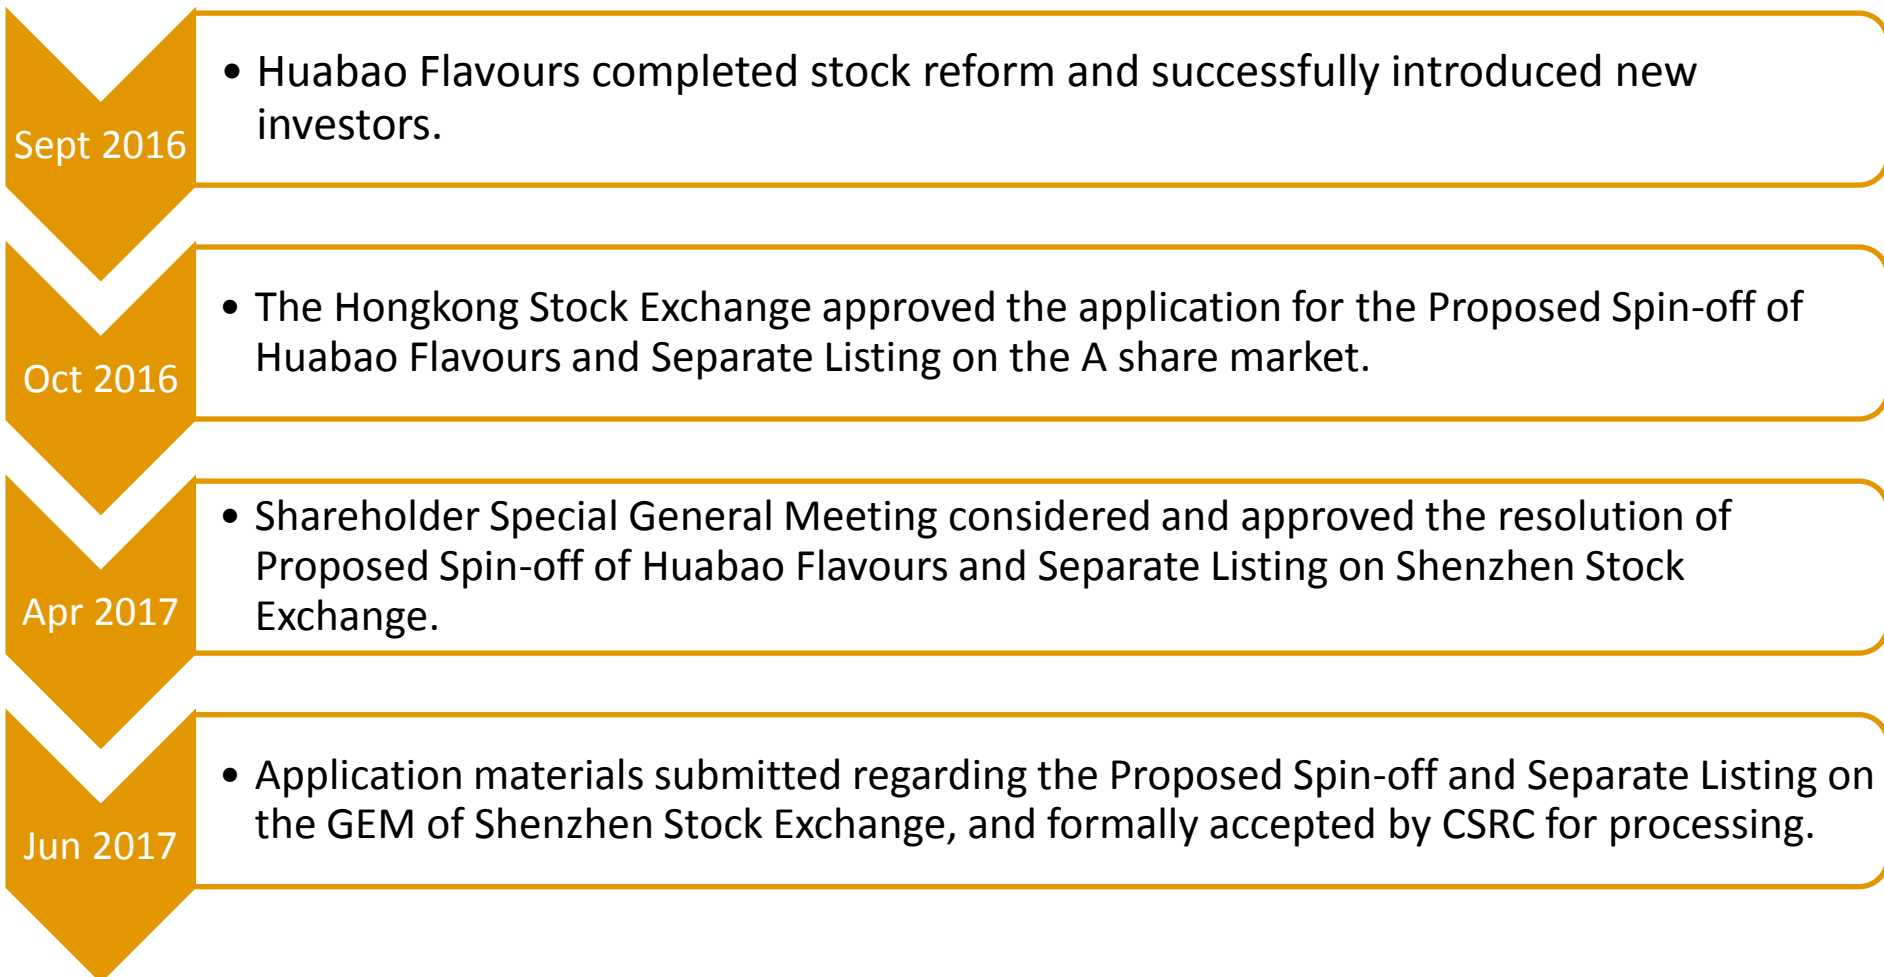 Sept 2016
• Huabao Flavours completed stock reform and successfully introduced new
investors.
Oct 2016
• The Hongkong Stock Exchange approved the application for the Proposed Spin-off of
Huabao Flavours and Separate Listing on the A share market.
Apr 2017
• Shareholder Special General Meeting considered and approved the resolution of
Proposed Spin-off of Huabao Flavours and Separate Listing on Shenzhen Stock
Exchange.
Jun 2017
• Application materials submitted regarding the Proposed Spin-off and Separate Listing on
the GEM of Shenzhen Stock Exchange, and formally accepted by CSRC for processing.